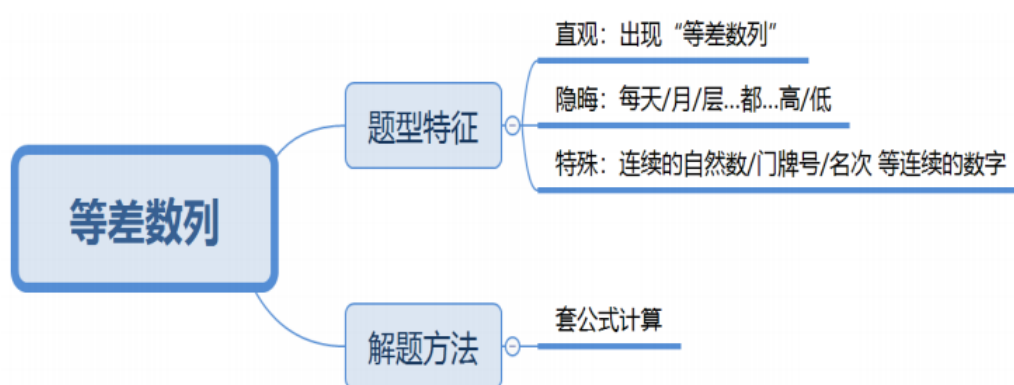 直观：出现“等差数列”
隐晦：每天/月/层...都...高/低
题型特征
特殊：连续的自然数/门牌号/名次 等连续的数字
等差数列
套公式计算
解题方法